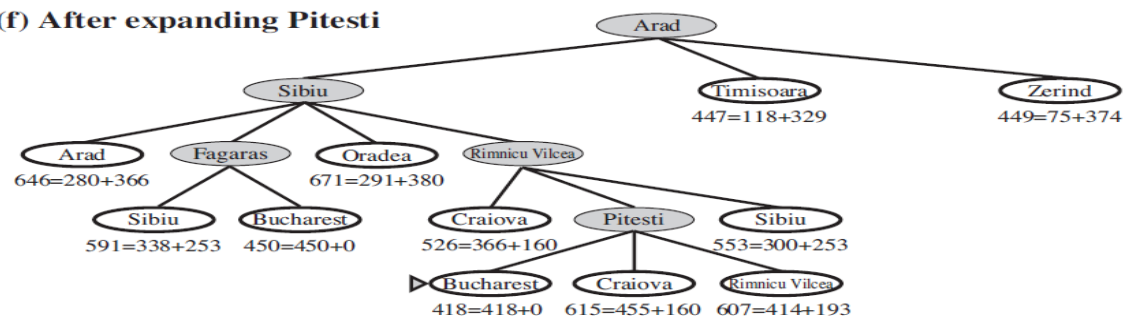 (f) After expanding Pitesti
Arad
Sibiu
Timisoara
Zerind
447=118+329
449=75+374
Arad
Fagaras
Oradea
Rimnicu Vilcea
646=280+366
671=291+380
Sibiu
Bucharest
Craiova
Pitesti
Sibiu
591=338+253
450=450+0
526=366+160
553=300+253
Bucharest
Craiova
Rimnicu Vilcea
418=418+0
615=455+160
607=414+193